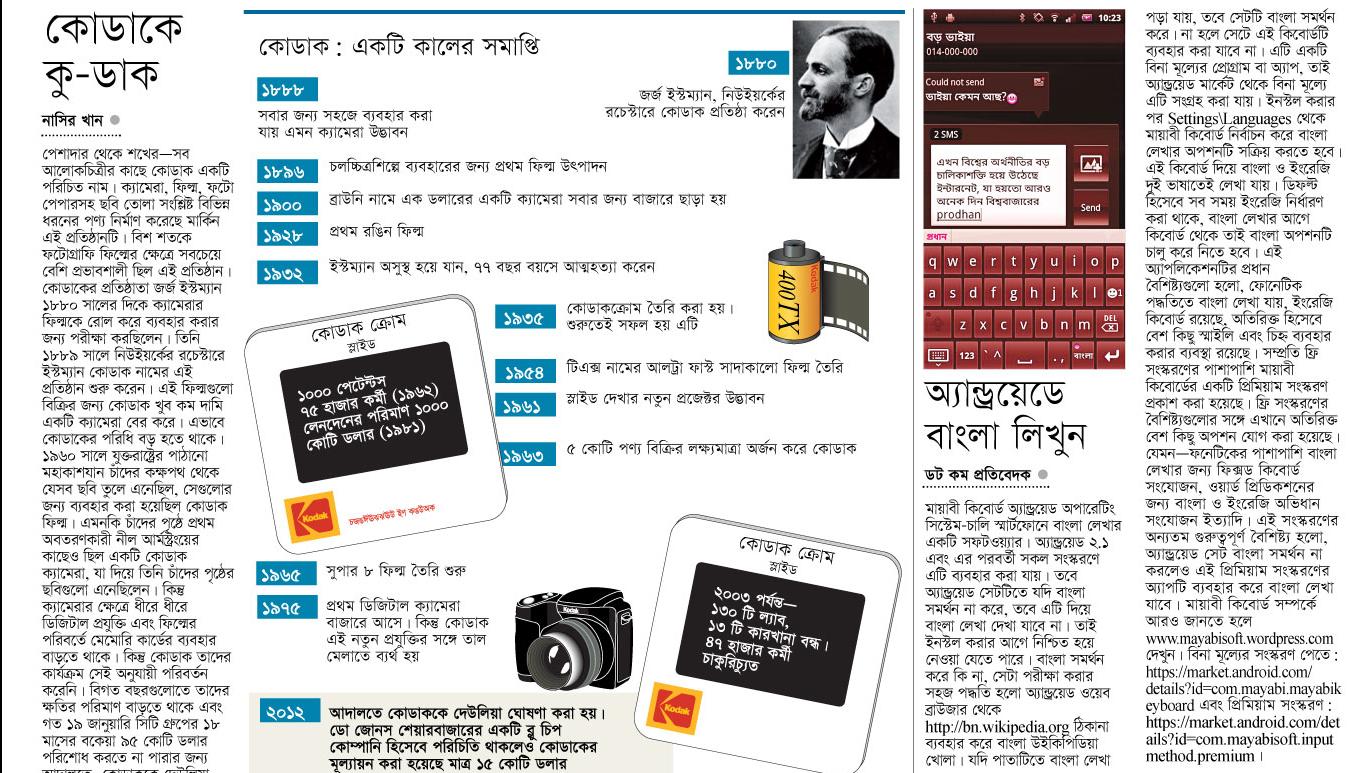 কোডাকে
কু-ডাক
নাসির খান
পেশাদার থেকে শখের—সব
আলোকচিত্রীর কাছে কোডাক একটি
পরিচিত নাম। ক্যামেরা, ফিল্ম, ফটো
পেপারসহ ছবি তোলা সংশ্লিষ্ট বিভিন্ন
ধরনের পণ্য নির্মাণ করেছে মার্কিন
এই প্রতিষ্ঠানটি। বিশ শতকে
ফটোগ্রাফি ফিল্মের ক্ষেত্রে সবচেয়ে
বেশি প্রভাবশালী ছিল এই প্রতিষ্ঠান।
কোডাকের প্রতিষ্ঠাতা জর্জ ইস্টম্যান
১৮৮০ সালের দিকে ক্যামেরার
ফিল্মকে রোল করে ব্যবহার করার
জন্য পরীক্ষা করছিলেন। তিনি
১৮৮৯ সালে নিউইয়র্কের রচেস্টারে
ইস্টম্যান কোডাক নামের এই
প্রতিষ্ঠান শুরু করেন। এই ফিল্মগুলো
বিক্রির জন্য কোডাক খুব কম দামি
একটি ক্যামেরা বের করে। এভাবে
কোডাকের পরিধি বড় হতে থাকে।
১৯৬০ সালে যুক্তরাষ্ট্রের পাঠানো
মহাকাশযান চাঁদের কক্ষপথ থেকে
যেসব ছবি তুলে এনেছিল, সেগুলোর
জন্য ব্যবহার করা হয়েছিল কোডাক
ফিল্ম। এমনকি চাঁদের পৃষ্ঠে প্রথম
অবতরণকারী নীল আর্মস্ট্রিংয়ের
কাছেও ছিল একটি কোডাক
ক্যামেরা, যা দিয়ে তিনি চাঁদের পৃষ্ঠের
ছবিগুলো এনেছিলেন। কিন্তু
ক্যামেরার ক্ষেত্রে ধীরে ধীরে
ডিজিটাল প্রযুক্তি এবং ফিল্মের
পরিবর্তে মেমোরি কার্ডের ব্যবহার
বাড়তে থাকে। কিন্তু কোডাক তাদের
কার্যক্রম সেই অনুযায়ী পরিবর্তন
করেনি। বিগত বছরগুলোতে তাদের
ক্ষতির পরিমাণ বাড়তে থাকে এবং
গত ১৯ জানুয়ারি সিটি গ্রুপের ১৮
মাসের বকেয়া ৯৫ কোটি ডলার
পরিশোধ করতে না পারার জন্য
কোডাক : একটি কালের সমাপ্তি
১৮৮০
জর্জ ইস্টম্যান, নিউইয়র্কের
রচেস্টারে কোডাক প্রতিষ্ঠা করেন
১৮৮৮
সবার জন্য সহজে ব্যবহার করা
যায় এমন ক্যামেরা উদ্ভাবন
১৮৯৬ চলচ্চিত্রশিল্পে ব্যবহারের জন্য প্রথম ফিল্ম উৎপাদন
১৯০০ ব্রাউনি নামে এক ডলারের একটি ক্যামেরা সবার জন্য বাজারে ছাড়া হয়
১৯২৮ প্রথম রঙিন ফিল্ম
১৯৩২ ইস্টম্যান অসুস্থ হয়ে যান, ৭৭ বছর বয়সে আত্মহত্যা করেন
Kodak
400TX
কোডাক ক্রোম
স্লাইড
১০০০ পেটেন্টস
৭৫ হাজার কর্মী (১৯৬২)
লেনদেনের পরিমাণ ১০০০
কোটি ডলার (১৯৮১)
Kodak
১৯৩৫ কোডাকক্রোম তৈরি করা হয়।
শুরুতেই সফল হয় এটি
১৯৫৪ টিএক্স নামের আলট্রা ফাস্ট সাদাকালো ফিল্ম তৈরি
১৯৬১ স্লাইড দেখার নতুন প্রজেক্টর উদ্ভাবন
১৯৬৩ ৫ কোটি পণ্য বিক্রির লক্ষ্যমাত্রা অর্জন করে কোডাক
১৯৬৫ সুপার ৮ ফিল্ম তৈরি শুরু
১৯৭৫ প্রথম ডিজিটাল ক্যামেরা
বাজারে আসে। কিন্তু কোডাক
এই নতুন প্রযুক্তির সঙ্গে তাল
মেলাতে ব্যর্থ হয়
Kodak
কোডাক ক্রোম
স্লাইড
২০০৩ পর্যন্ত—
১৩০ টি ল্যাব,
১৩ টি কারখানা বন্ধ।
৪৭ হাজার কর্মী
চাকুরিচ্যুত
Kodak
২০১২ আদালতে কোডাককে দেউলিয়া ঘোষণা করা হয়।
ডো জোনস শেয়ারবাজারের একটি ব্লু চিপ
কোম্পানি হিসেবে পরিচিতি থাকলেও কোডাকের
মূল্যায়ন করা হয়েছে মাত্র ১৫ কোটি ডলার
10:23
বড় ভাইয়া
014-000-000
Could not send
ভাইয়া কেমন আছ?
2 SMS
এখন বিশ্বের অর্থনীতির বড়
চালিকাশক্তি হয়ে উঠেছে
ইন্টারনেট, যা হয়তো আরও
অনেক দিন বিশ্ববাজারের
prodhan
Send
প্রধান
q w e r t y u i o p
a s d f g h j k l
z x c v b n m DEL
123 বাংলা
অ্যান্ড্রয়েডে
বাংলা লিখুন
ডট কম প্রতিবেদক
মায়াবী কিবোর্ড অ্যান্ড্রয়েড অপারেটিং
সিস্টেম-চালি স্মার্টফোনে বাংলা লেখার
একটি সফটওয়্যার। অ্যান্ড্রয়েড ২.১
এবং এর পরবর্তী সকল সংস্করণে
এটি ব্যবহার করা যায়। তবে
অ্যান্ড্রয়েড সেটটিতে যদি বাংলা
সমর্থন না করে, তবে এটি দিয়ে
বাংলা লেখা দেখা যাবে না। তাই
ইনস্টল করার আগে নিশ্চিত হয়ে
নেওয়া যেতে পারে। বাংলা সমর্থন
করে কি না, সেটা পরীক্ষা করার
সহজ পদ্ধতি হলো অ্যান্ড্রয়েড ওয়েব
ব্রাউজার থেকে
http://bn.wikipedia.org ঠিকানা
ব্যবহার করে বাংলা উইকিপিডিয়া
খোলা। যদি পাতাটিতে বাংলা লেখা
পড়া যায়, তবে সেটটি বাংলা সমর্থন
করে। না হলে সেটে এই কিবোর্ডটি
ব্যবহার করা যাবে না। এটি একটি
বিনা মূল্যের প্রোগ্রাম বা অ্যাপ, তাই
অ্যান্ড্রয়েড মার্কেট থেকে বিনা মূল্যে
এটি সংগ্রহ করা যায়। ইনস্টল করার
পর Settings\Languages থেকে
মায়াবী কিবোর্ড নির্বাচন করে বাংলা
লেখার অপশনটি সক্রিয় করতে হবে।
এই কিবোর্ড দিয়ে বাংলা ও ইংরেজি
দুই ভাষাতেই লেখা যায়। ডিফল্ট
হিসেবে সব সময় ইংরেজি নির্ধারণ
করা থাকে, বাংলা লেখার আগে
কিবোর্ড থেকে তাই বাংলা অপশনটি
চালু করে নিতে হবে। এই
অ্যাপলিকেশনটির প্রধান
বৈশিষ্ট্যগুলো হলো, ফোনেটিক
পদ্ধতিতে বাংলা লেখা যায়, ইংরেজি
কিবোর্ড রয়েছে, অতিরিক্ত হিসেবে
বেশ কিছু স্মাইলি এবং চিহ্ন ব্যবহার
করার ব্যবস্থা রয়েছে। সম্প্রতি ফ্রি
সংস্করণের পাশাপাশি মায়াবী
কিবোর্ডের একটি প্রিমিয়াম সংস্করণ
প্রকাশ করা হয়েছে। ফ্রি সংস্করণের
বৈশিষ্ট্যগুলোর সঙ্গে এখানে অতিরিক্ত
বেশ কিছু অপশন যোগ করা হয়েছে।
যেমন—ফনেটিকের পাশাপাশি বাংলা
লেখার জন্য ফিক্সড কিবোর্ড
সংযোজন, ওয়ার্ড প্রিডিকশনের
জন্য বাংলা ও ইংরেজি অভিধান
সংযোজন ইত্যাদি। এই সংস্করণের
অন্যতম গুরুত্বপূর্ণ বৈশিষ্ট্য হলো,
অ্যান্ড্রয়েড সেট বাংলা সমর্থন না
করলেও এই প্রিমিয়াম সংস্করণের
অ্যাপটি ব্যবহার করে বাংলা লেখা
যাবে। মায়াবী কিবোর্ড সম্পর্কে
আরও জানতে হলে
www.mayabisoft.wordpress.com
দেখুন। বিনা মূল্যের সংস্করণ পেতে :
https://market.android.com/
details?id=com.mayabi.mayabik
eyboard এবং প্রিমিয়াম সংস্করণ :
https://market.android.com/det
ails?id=com.mayabisoft.input
method.premium।